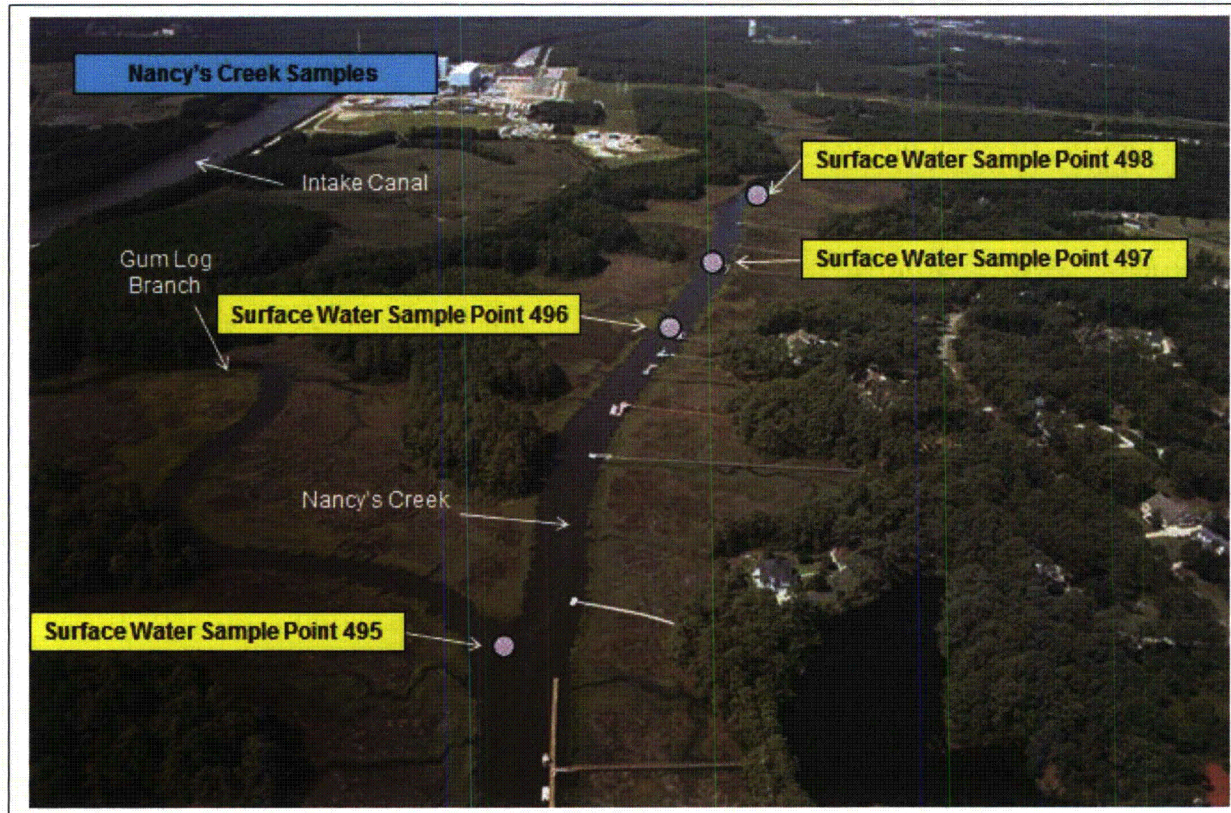 Nancy's Creek Samples
Surface Water Sample Point 498
Intake Canal
Surface Water Sample Point 497
Gum Log
Branch
Surface Water Sample Point 496
Nancy's Creek
Surface Water Sample Point 495